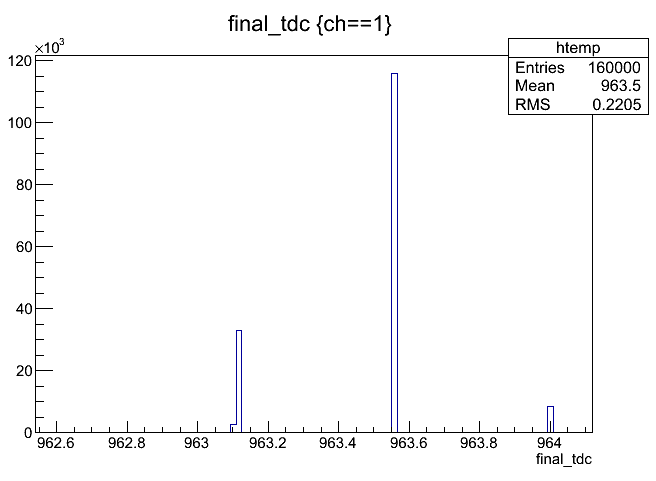 final_tdc {ch==1}
×10³
htemp
Entries 160000
Mean 963.5
RMS 0.2205
120
100
80
60
40
20
0
962.6 962.8 963 963.2 963.4 963.6 963.8 964
final_tdc